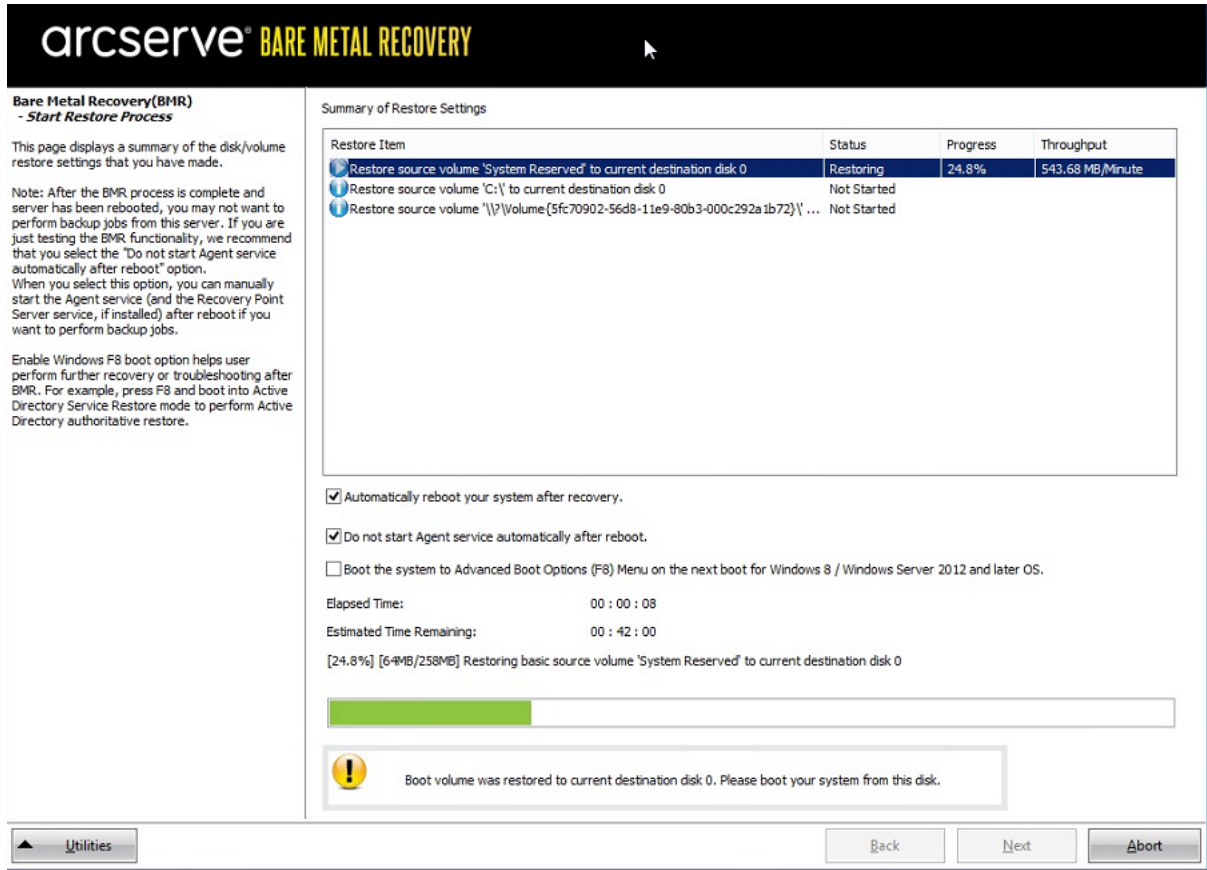 arcserve® BARE METAL RECOVERY
Bare Metal Recovery(BMR)
- Start Restore Process
This page displays a summary of the disk/volume
restore settings that you have made.
Note: After the BMR process is complete and
server has been rebooted, you may not want to
perform backup jobs from this server. If you are
just testing the BMR functionality, we recommend
that you select the "Do not start Agent service
automatically after reboot" option.
When you select this option, you can manually
start the Agent service (and the Recovery Point
Server service, if installed) after reboot if you
want to perform backup jobs.
Enable Windows F8 boot option helps user
perform further recovery or troubleshooting after
BMR. For example, press F8 and boot into Active
Directory Service Restore mode to perform Active
Directory authoritative restore.
Summary of Restore Settings
Restore Item Status Progress Throughput
Restore source volume 'System Reserved' to current destination disk 0 Restoring 24.8% 543.68 MB/Minute
Restore source volume 'C:\' to current destination disk 0 Not Started
Restore source volume '\\?\Volume{5fc70902-56d8-11e9-80b3-000c292a1b72}\' ... Not Started
Automatically reboot your system after recovery.
Do not start Agent service automatically after reboot.
Boot the system to Advanced Boot Options (F8) Menu on the next boot for Windows 8 / Windows Server 2012 and later OS.
Elapsed Time: 00 : 00 : 08
Estimated Time Remaining: 00 : 42 : 00
[24.8%] [64MB/258MB] Restoring basic source volume 'System Reserved' to current destination disk 0
Boot volume was restored to current destination disk 0. Please boot your system from this disk.
Utilities Back Next Abort